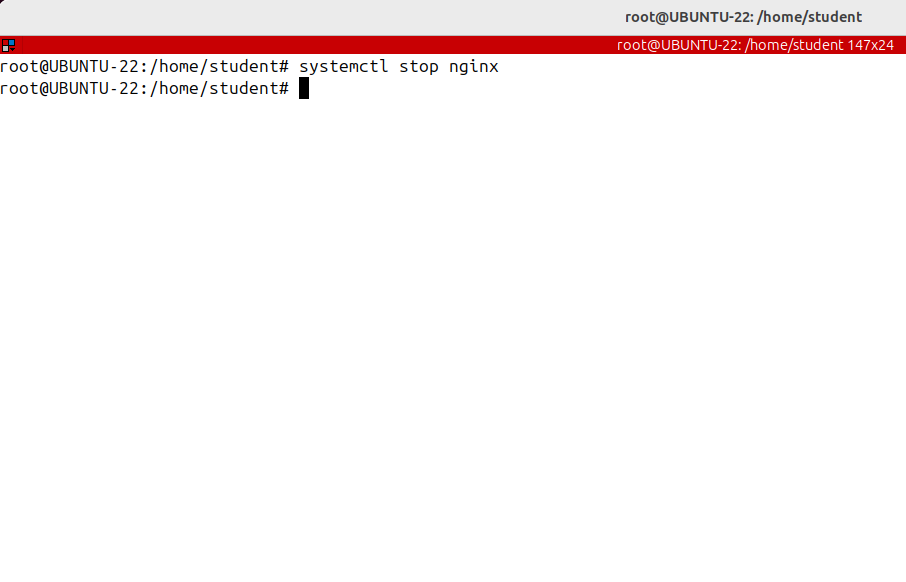 root@UBUNTU-22: /home/student
root@UBUNTU-22: /home/student 147x24
root@UBUNTU-22:/home/student# systemctl stop nginx
root@UBUNTU-22:/home/student#